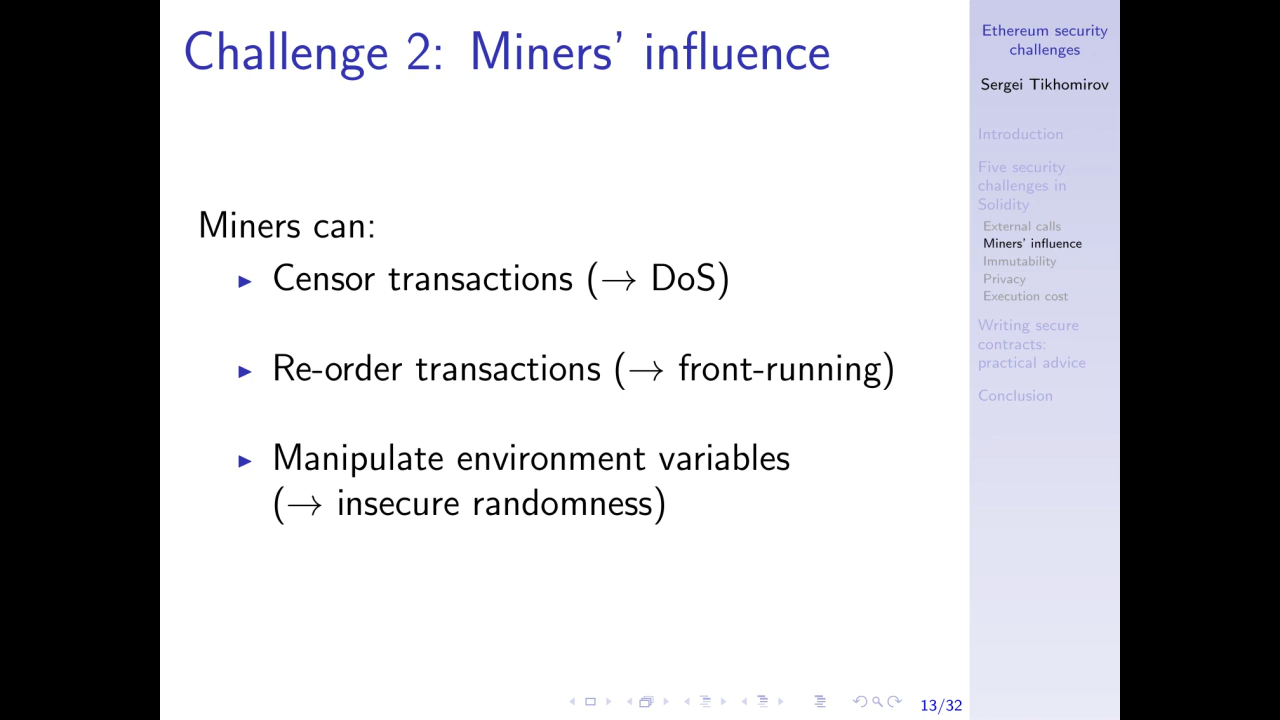 Challenge 2: Miners' influence
Miners can:
▶ Censor transactions (→ DoS)
▶ Re-order transactions (→ front-running)
▶ Manipulate environment variables
(→ insecure randomness)
Ethereum security
challenges
Sergei Tikhomirov
Introduction
Five security
challenges in
Solidity
External calls
Miners' influence
Immutability
Privacy
Execution cost
Writing secure
contracts:
practical advice
Conclusion
13/32